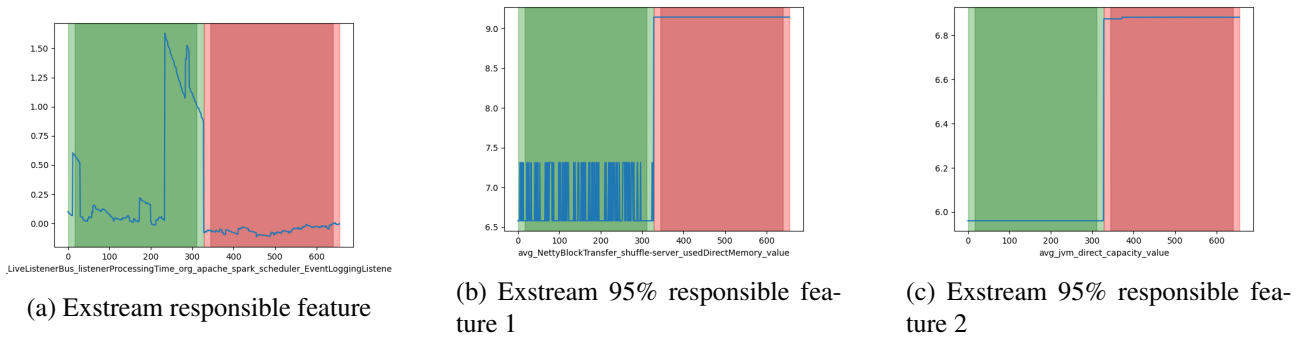 1.50
1.25
1.00
0.75
0.50
0.25
0.00
0 100 200 300 400 500 600
_LiveListenerBus_listenerProcessingTime_org_apache_spark_scheduler_EventLoggingListene
(a) Exstream responsible feature
9.0
8.5
8.0
7.5
7.0
6.5
0 100 200 300 400 500 600
avg_NettyBlockTransfer_shuffle-server_usedDirectMemory_value
(b) Exstream 95% responsible fea-
ture 1
6.8
6.6
6.4
6.2
6.0
0 100 200 300 400 500 600
avg_jvm_direct_capacity_value
(c) Exstream 95% responsible fea-
ture 2